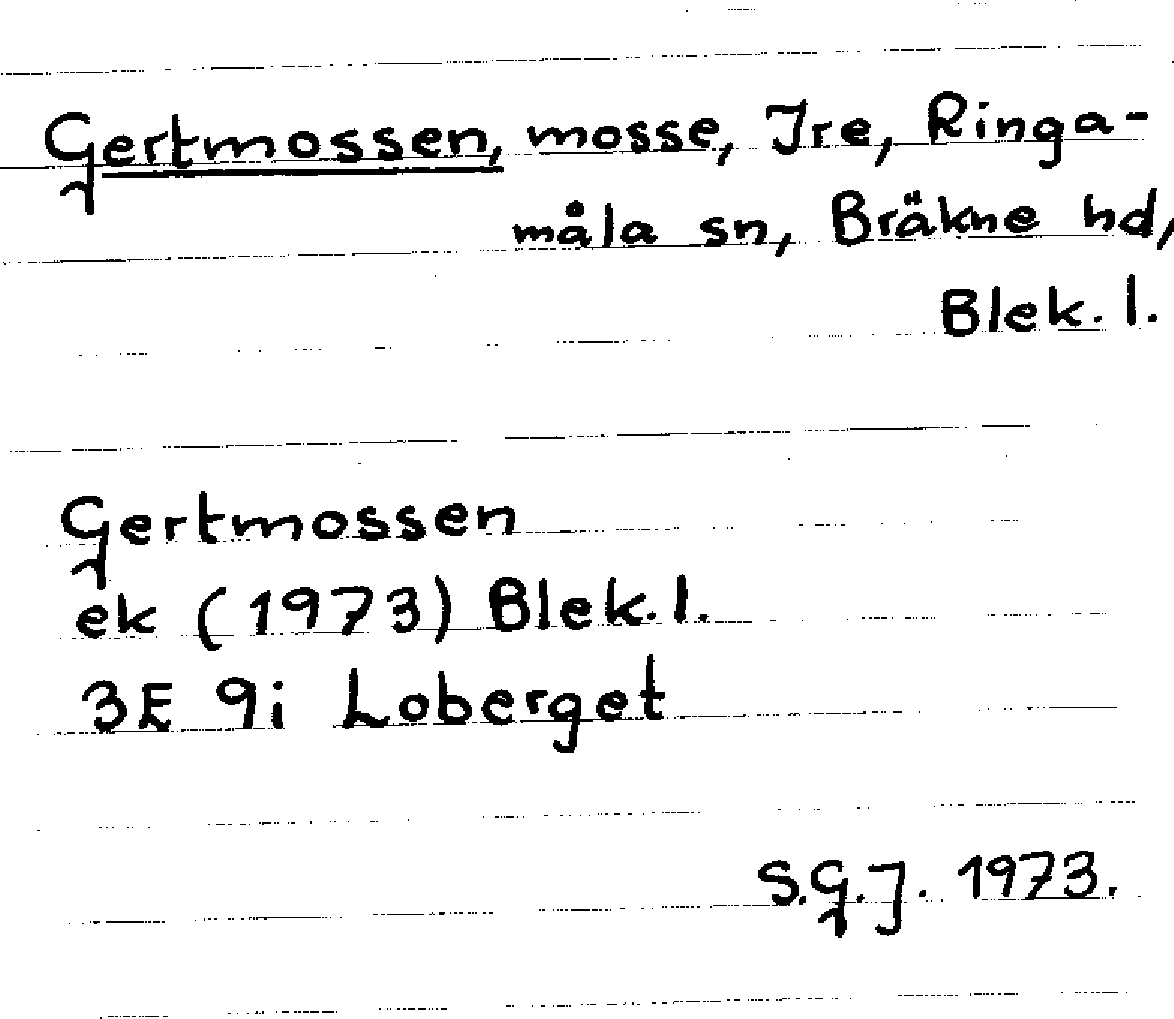 Gertmossen, mosse, Ire, Ringa-
måla sn, Bräkne hd,
Blek. l.
Gertmossen
ek (1973) Blek. l.
3E 9i Loberget
S.G.J. 1973.